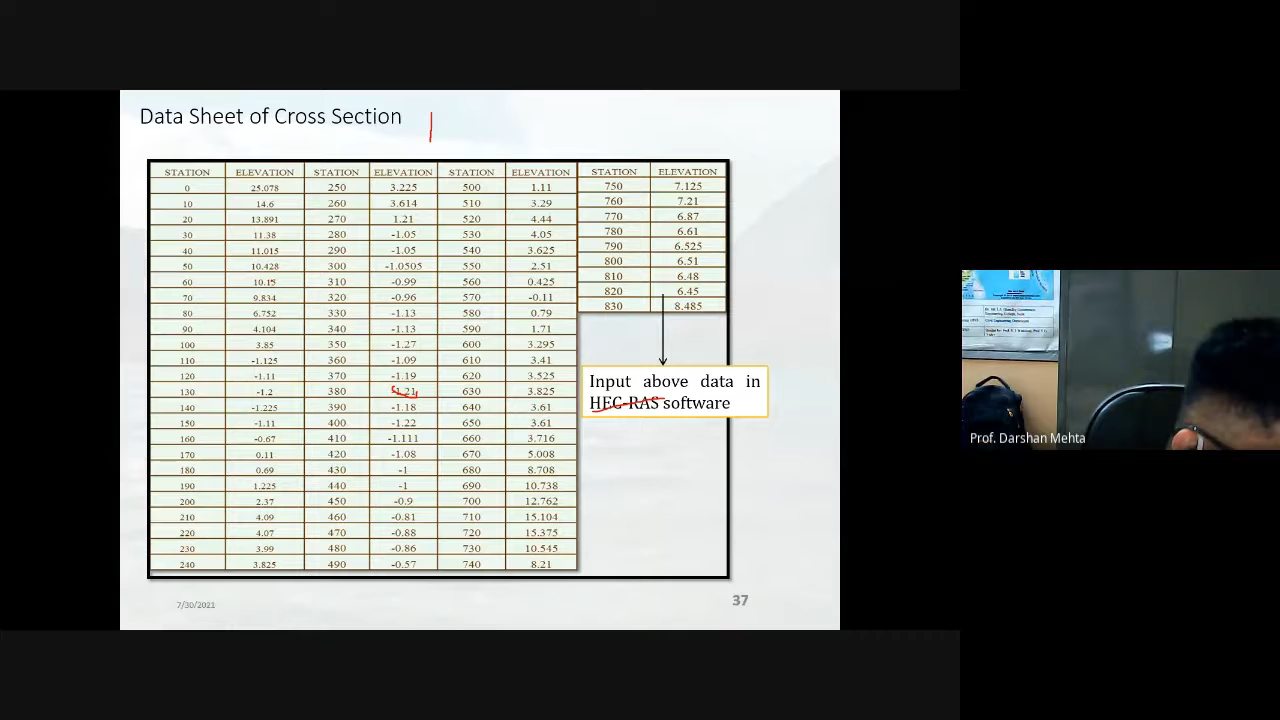 Data Sheet of Cross Section
STATION ELEVATION STATION ELEVATION STATION ELEVATION STATION ELEVATION
0 25.078 250 3.225 500 1.11 750 7.125
10 14.6 260 3.614 510 3.29 760 7.21
20 13.891 270 1.21 520 4.44 770 6.87
30 11.38 280 -1.05 530 4.05 780 6.61
40 11.015 290 -1.05 540 3.625 790 6.525
50 10.428 300 -1.0505 550 2.51 800 6.51
60 10.15 310 -0.99 560 0.425 810 6.48
70 9.834 320 -0.96 570 -0.11 820 6.45
80 6.752 330 -1.13 580 0.79 830 8.485
90 4.104 340 -1.13 590 1.71
100 3.85 350 -1.27 600 3.295
110 -1.125 360 -1.09 610 3.41
120 -1.11 370 -1.19 620 3.525
130 -1.2 380 -1.21 630 3.825
140 -1.225 390 -1.18 640 3.61
150 -1.11 400 -1.22 650 3.61
160 -0.67 410 -1.111 660 3.716
170 0.11 420 -1.08 670 5.008
180 0.69 430 -1 680 8.708
190 1.225 440 -1 690 10.738
200 2.37 450 -0.9 700 12.762
210 4.09 460 -0.81 710 15.104
220 4.07 470 -0.88 720 15.375
230 3.99 480 -0.86 730 10.545
240 3.825 490 -0.57 740 8.21
Input above data in
HEC-RAS software
7/30/2021
37
Prof. Darshan Mehta